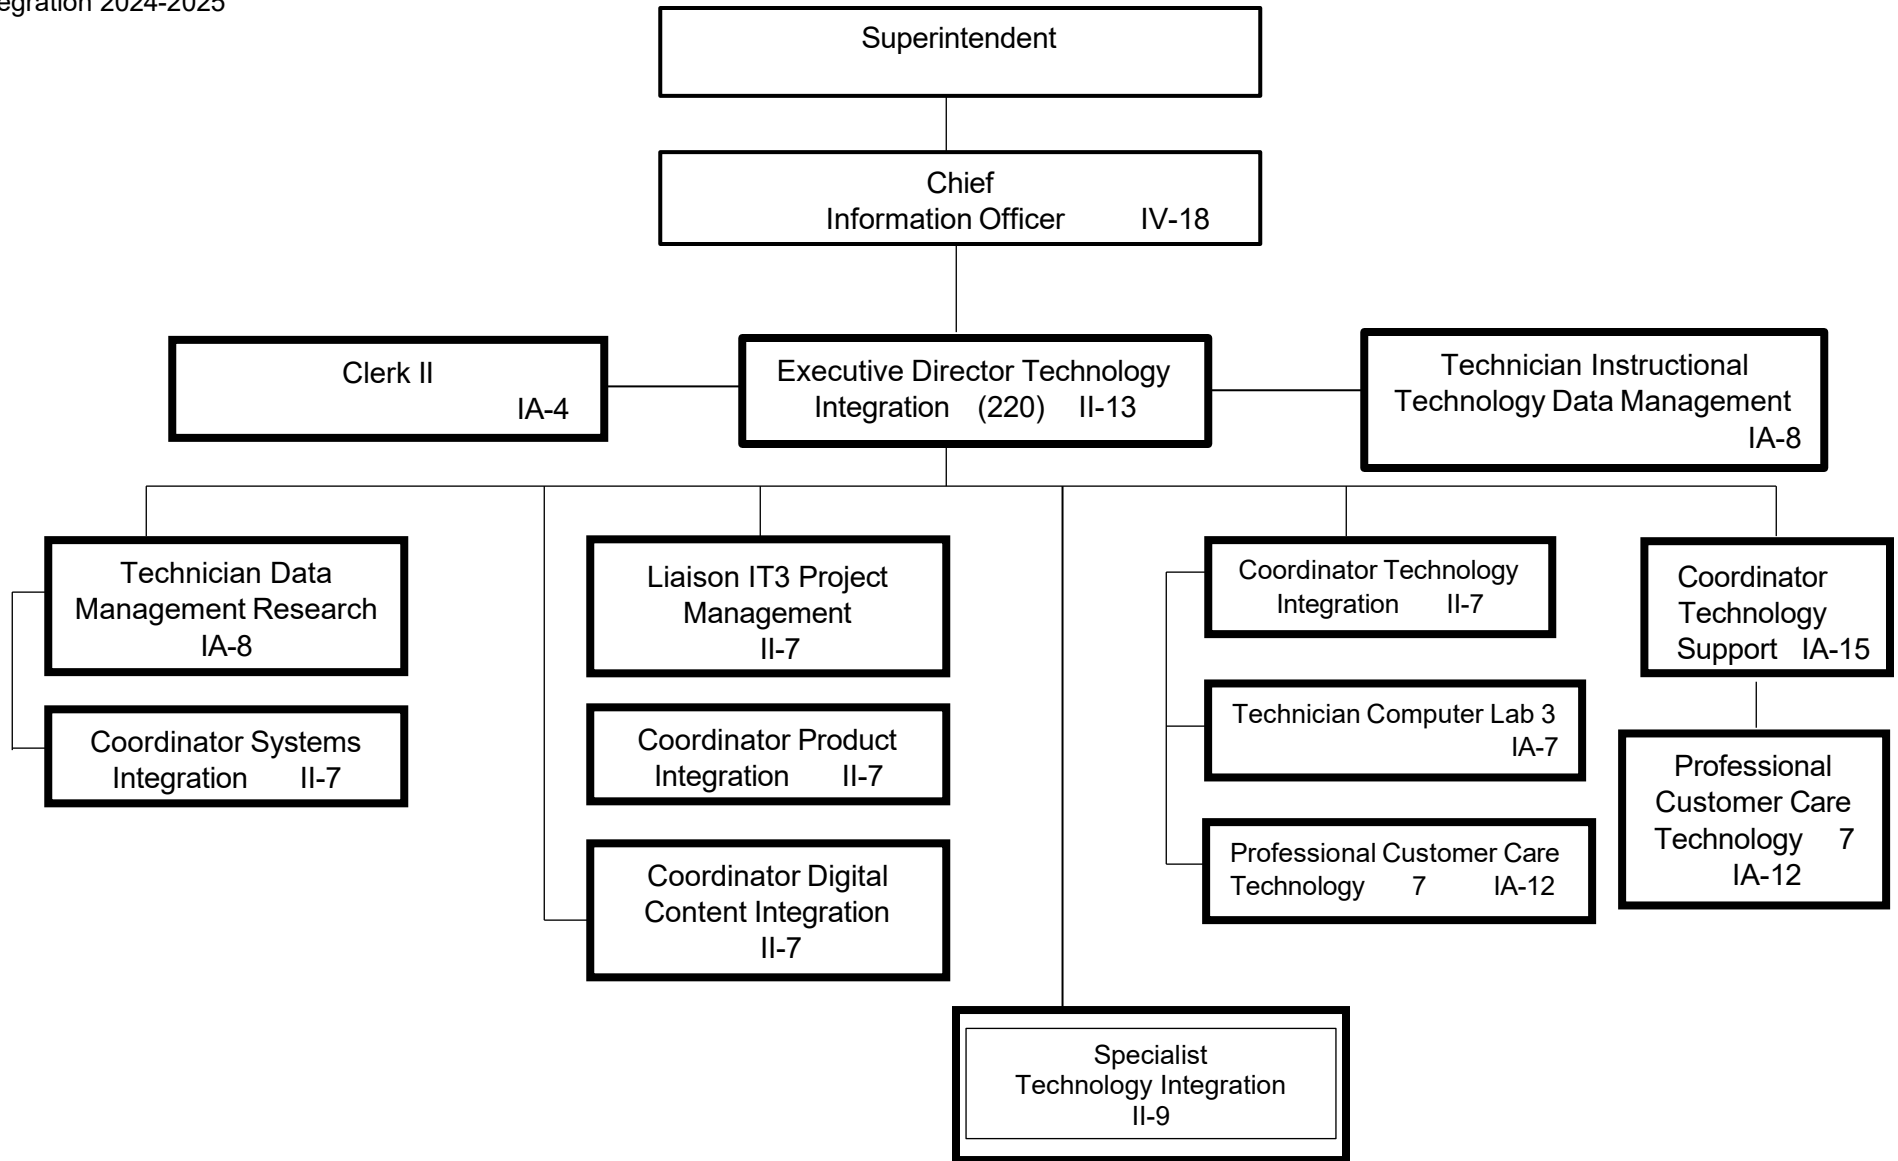 2024-2025
Superintendent
Chief
Information Officer IV-18
Clerk II
IA-4
Executive Director Technology
Integration (220) II-13
Technician Instructional
Technology Data Management
IA-8
Technician Data
Management Research
IA-8
Coordinator Systems
Integration II-7
Liaison IT3 Project
Management
II-7
Coordinator Product
Integration II-7
Coordinator Digital
Content Integration
II-7
Specialist
Technology Integration
II-9
Coordinator Technology
Integration II-7
Technician Computer Lab 3
IA-7
Professional Customer Care
Technology 7 IA-12
Coordinator
Technology
Support IA-15
Professional
Customer Care
Technology 7
IA-12